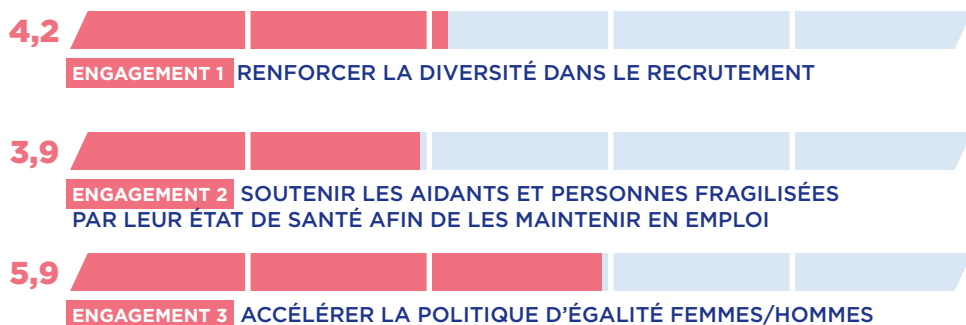 4,2
ENGAGEMENT 1 RENFORCER LA DIVERSITÉ DANS LE RECRUTEMENT
3,9
ENGAGEMENT 2 SOUTENIR LES AIDANTS ET PERSONNES FRAGILISÉES
PAR LEUR ÉTAT DE SANTÉ AFIN DE LES MAINTENIR EN EMPLOI
5,9
ENGAGEMENT 3 ACCÉLÉRER LA POLITIQUE D'ÉGALITÉ FEMMES/HOMMES